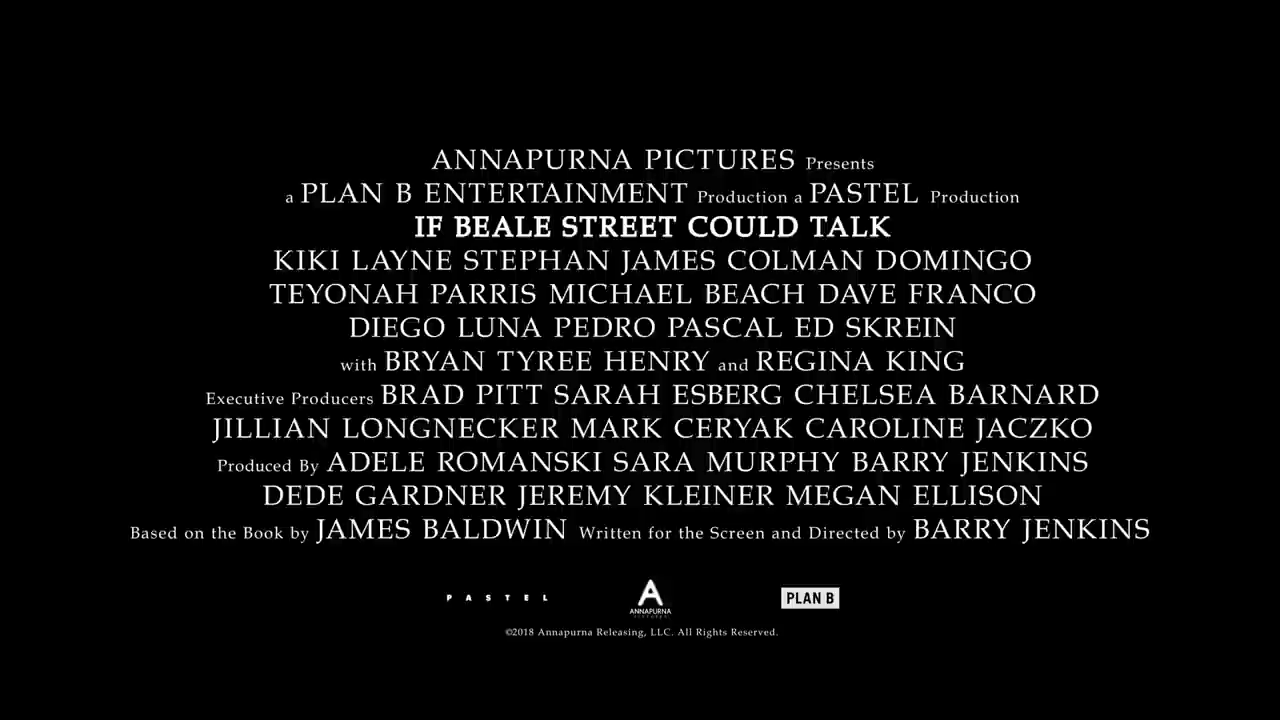 ANNAPURNA PICTURES Presents
a PLAN B ENTERTAINMENT Production a PASTEL Production
IF BEALE STREET COULD TALK
KIKI LAYNE STEPHAN JAMES COLMAN DOMINGO
TEYONAH PARRIS MICHAEL BEACH DAVE FRANCO
DIEGO LUNA PEDRO PASCAL ED SKREIN
with BRYAN TYREE HENRY and REGINA KING
Executive Producers BRAD PITT SARAH ESBERG CHELSEA BARNARD
JILLIAN LONGNECKER MARK CERYAK CAROLINE JACZKO
Produced By ADELE ROMANSKI SARA MURPHY BARRY JENKINS
DEDE GARDNER JEREMY KLEINER MEGAN ELLISON
Based on the Book by JAMES BALDWIN Written for the Screen and Directed by BARRY JENKINS
PASTEL
A
ANNAPURNA
PICTURES
PLAN B
©2018 Annapurna Releasing, LLC. All Rights Reserved.